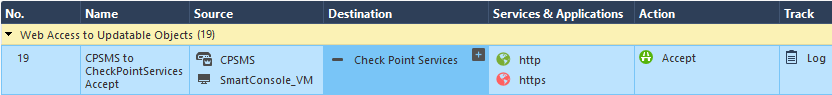 No. Name Source Destination Services & Applications Action Track
Web Access to Updatable Objects (19)
19 CPSMS to CPSMS Check Point Services http Accept Log
CheckPointServices
Accept SmartConsole_VM https